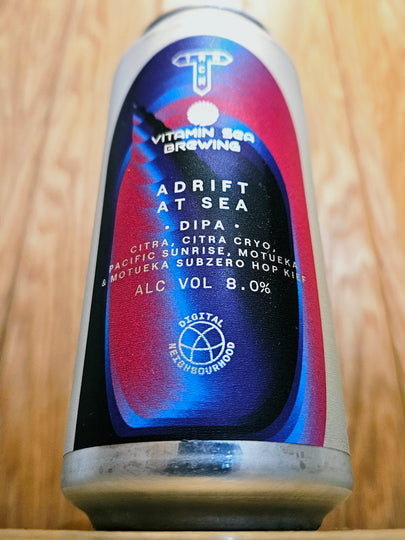 TRACK
VITAMIN SEA
BREWING
ADRIFT
AT SEA
· DIPA ·
CITRA, CITRA CRYO,
PACIFIC SUNRISE, MOTUEKA
& MOTUEKA SUBZERO HOP KIEF
ALC VOL 8.0%
DIGITAL
NEIGHBOURHOOD